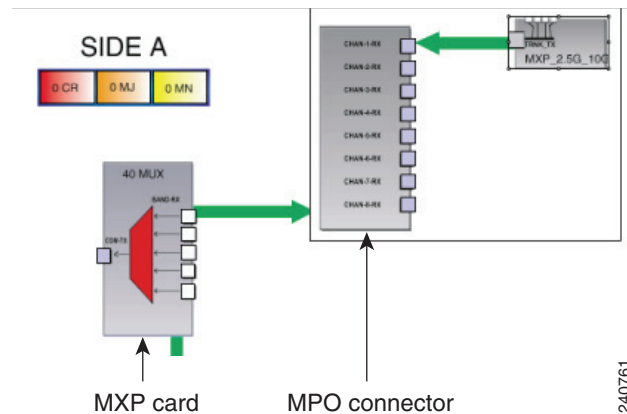 SIDE A
0 CR
0 MJ
0 MN
40 MUX
BAND-RX
CON-TX
CHAN-1-RX
CHAN-2-RX
CHAN-3-RX
CHAN-4-RX
CHAN-5-RX
CHAN-6-RX
CHAN-7-RX
CHAN-8-RX
TRNK_TX
MXP_2.5G_10G
MXP card
MPO connector
240761